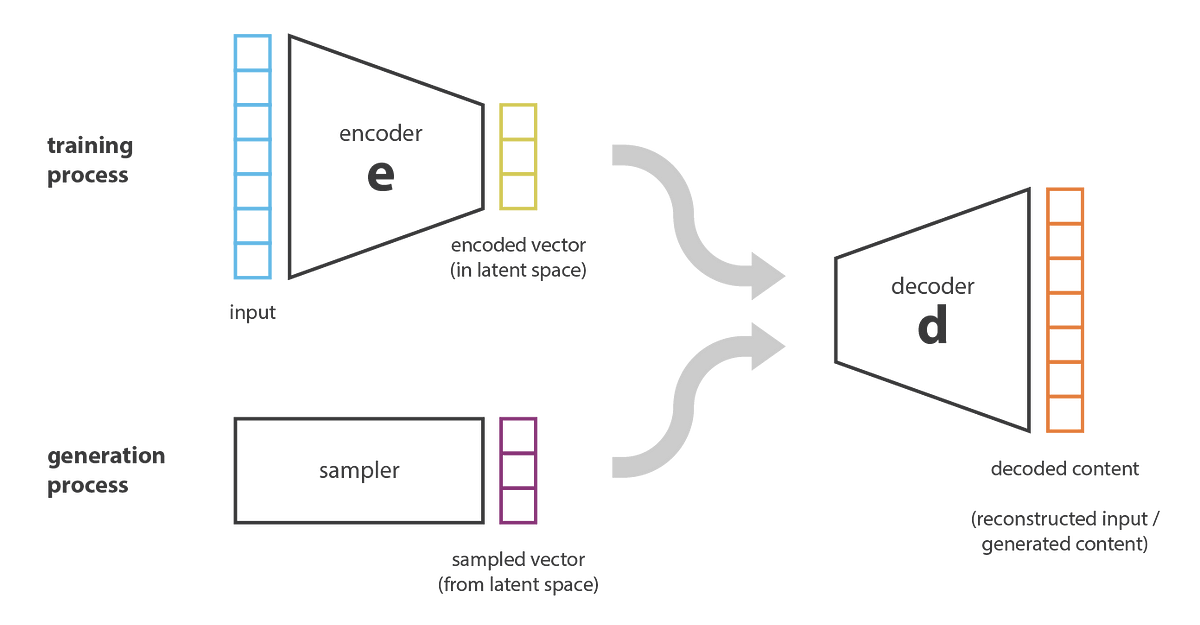 training
process
encoder
e
encoded vector
(in latent space)
input
decoder
d
generation
process
sampler
sampled vector
(from latent space)
decoded content
(reconstructed input /
generated content)